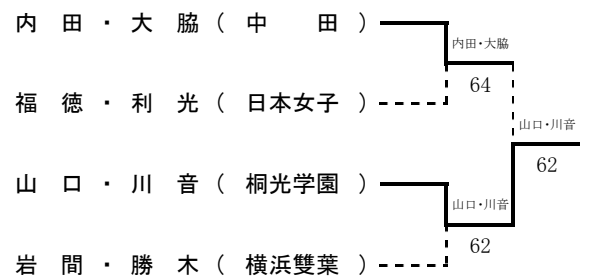 内 田 ・ 大 脇 ( 中 田 )
内田・大脇
64
福 徳 ・ 利 光 ( 日本女子 )
山口・川音
62
山 口 ・ 川 音 ( 桐光学園 )
山口・川音
62
岩 間 ・ 勝 木 ( 横浜雙葉 )